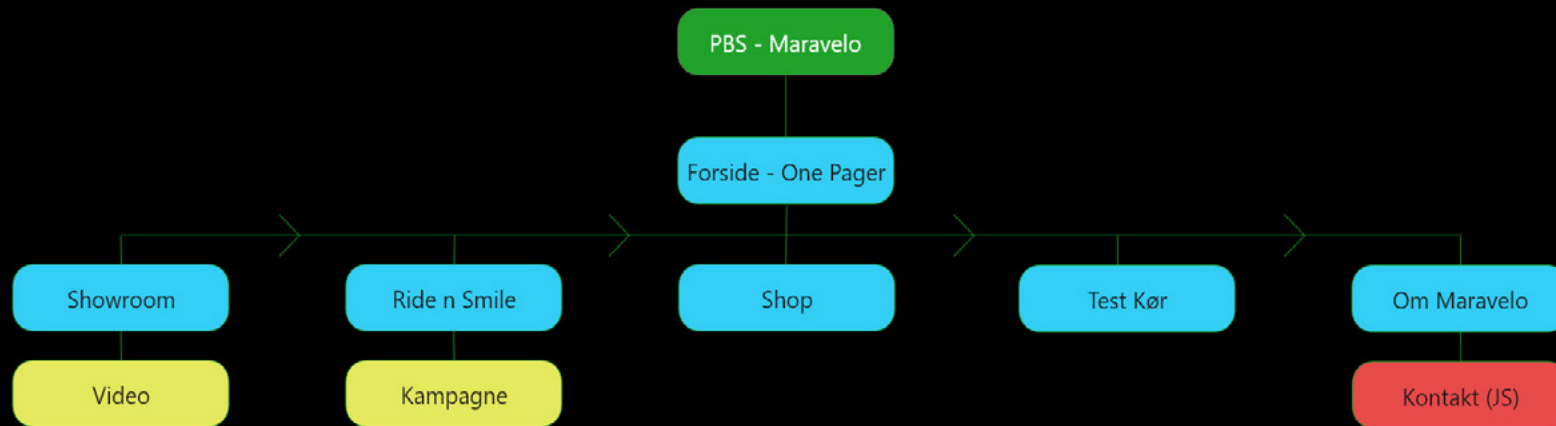 PBS - Maravelo
Forside - One Pager
Showroom
Ride n Smile
Shop
Test Kør
Om Maravelo
Video
Kampagne
Kontakt (JS)